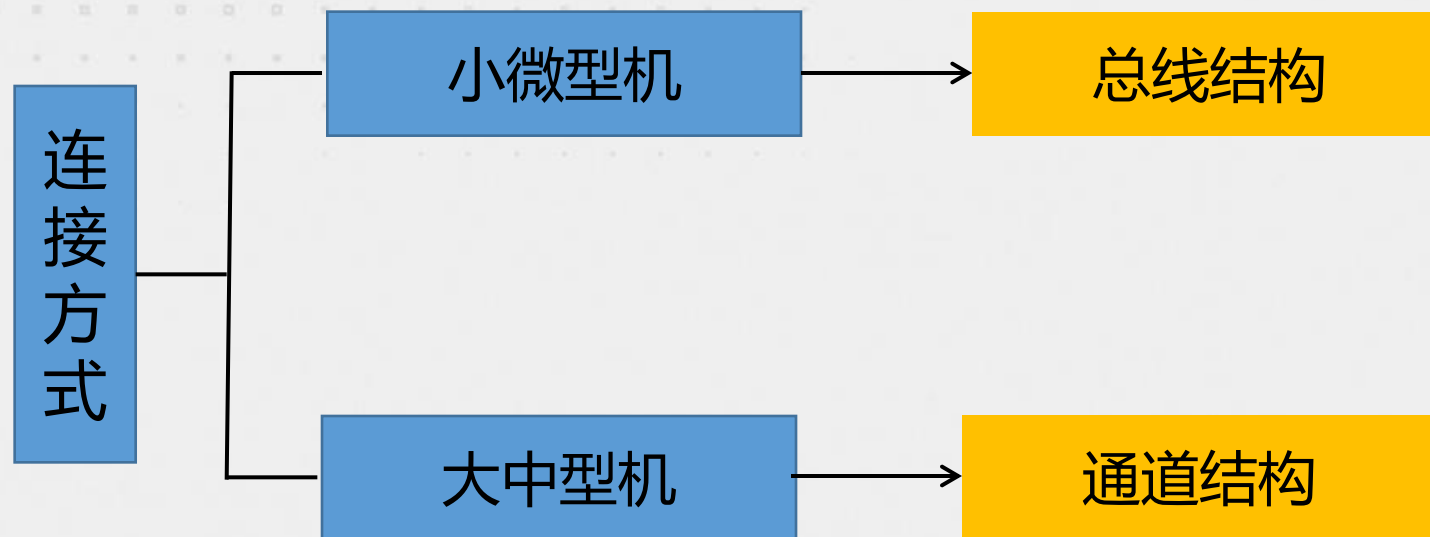 连接方式
小微型机
总线结构
大中型机
通道结构